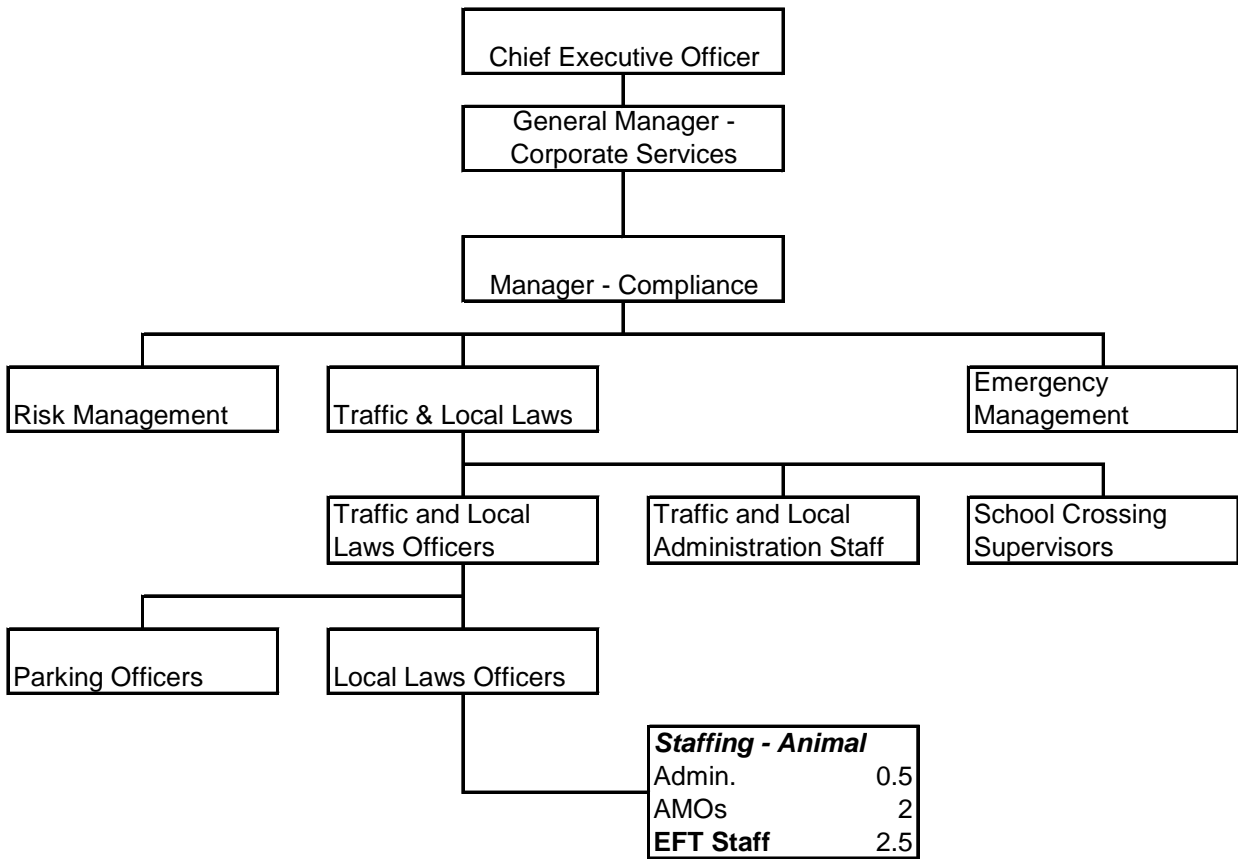 Chief Executive Officer
General Manager -
Corporate Services
Manager - Compliance
Risk Management
Traffic & Local Laws
Emergency
Management
Traffic and Local
Laws Officers
Traffic and Local
Administration Staff
School Crossing
Supervisors
Parking Officers
Local Laws Officers
Staffing - Animal
Admin. 0.5
AMOs 2
EFT Staff 2.5